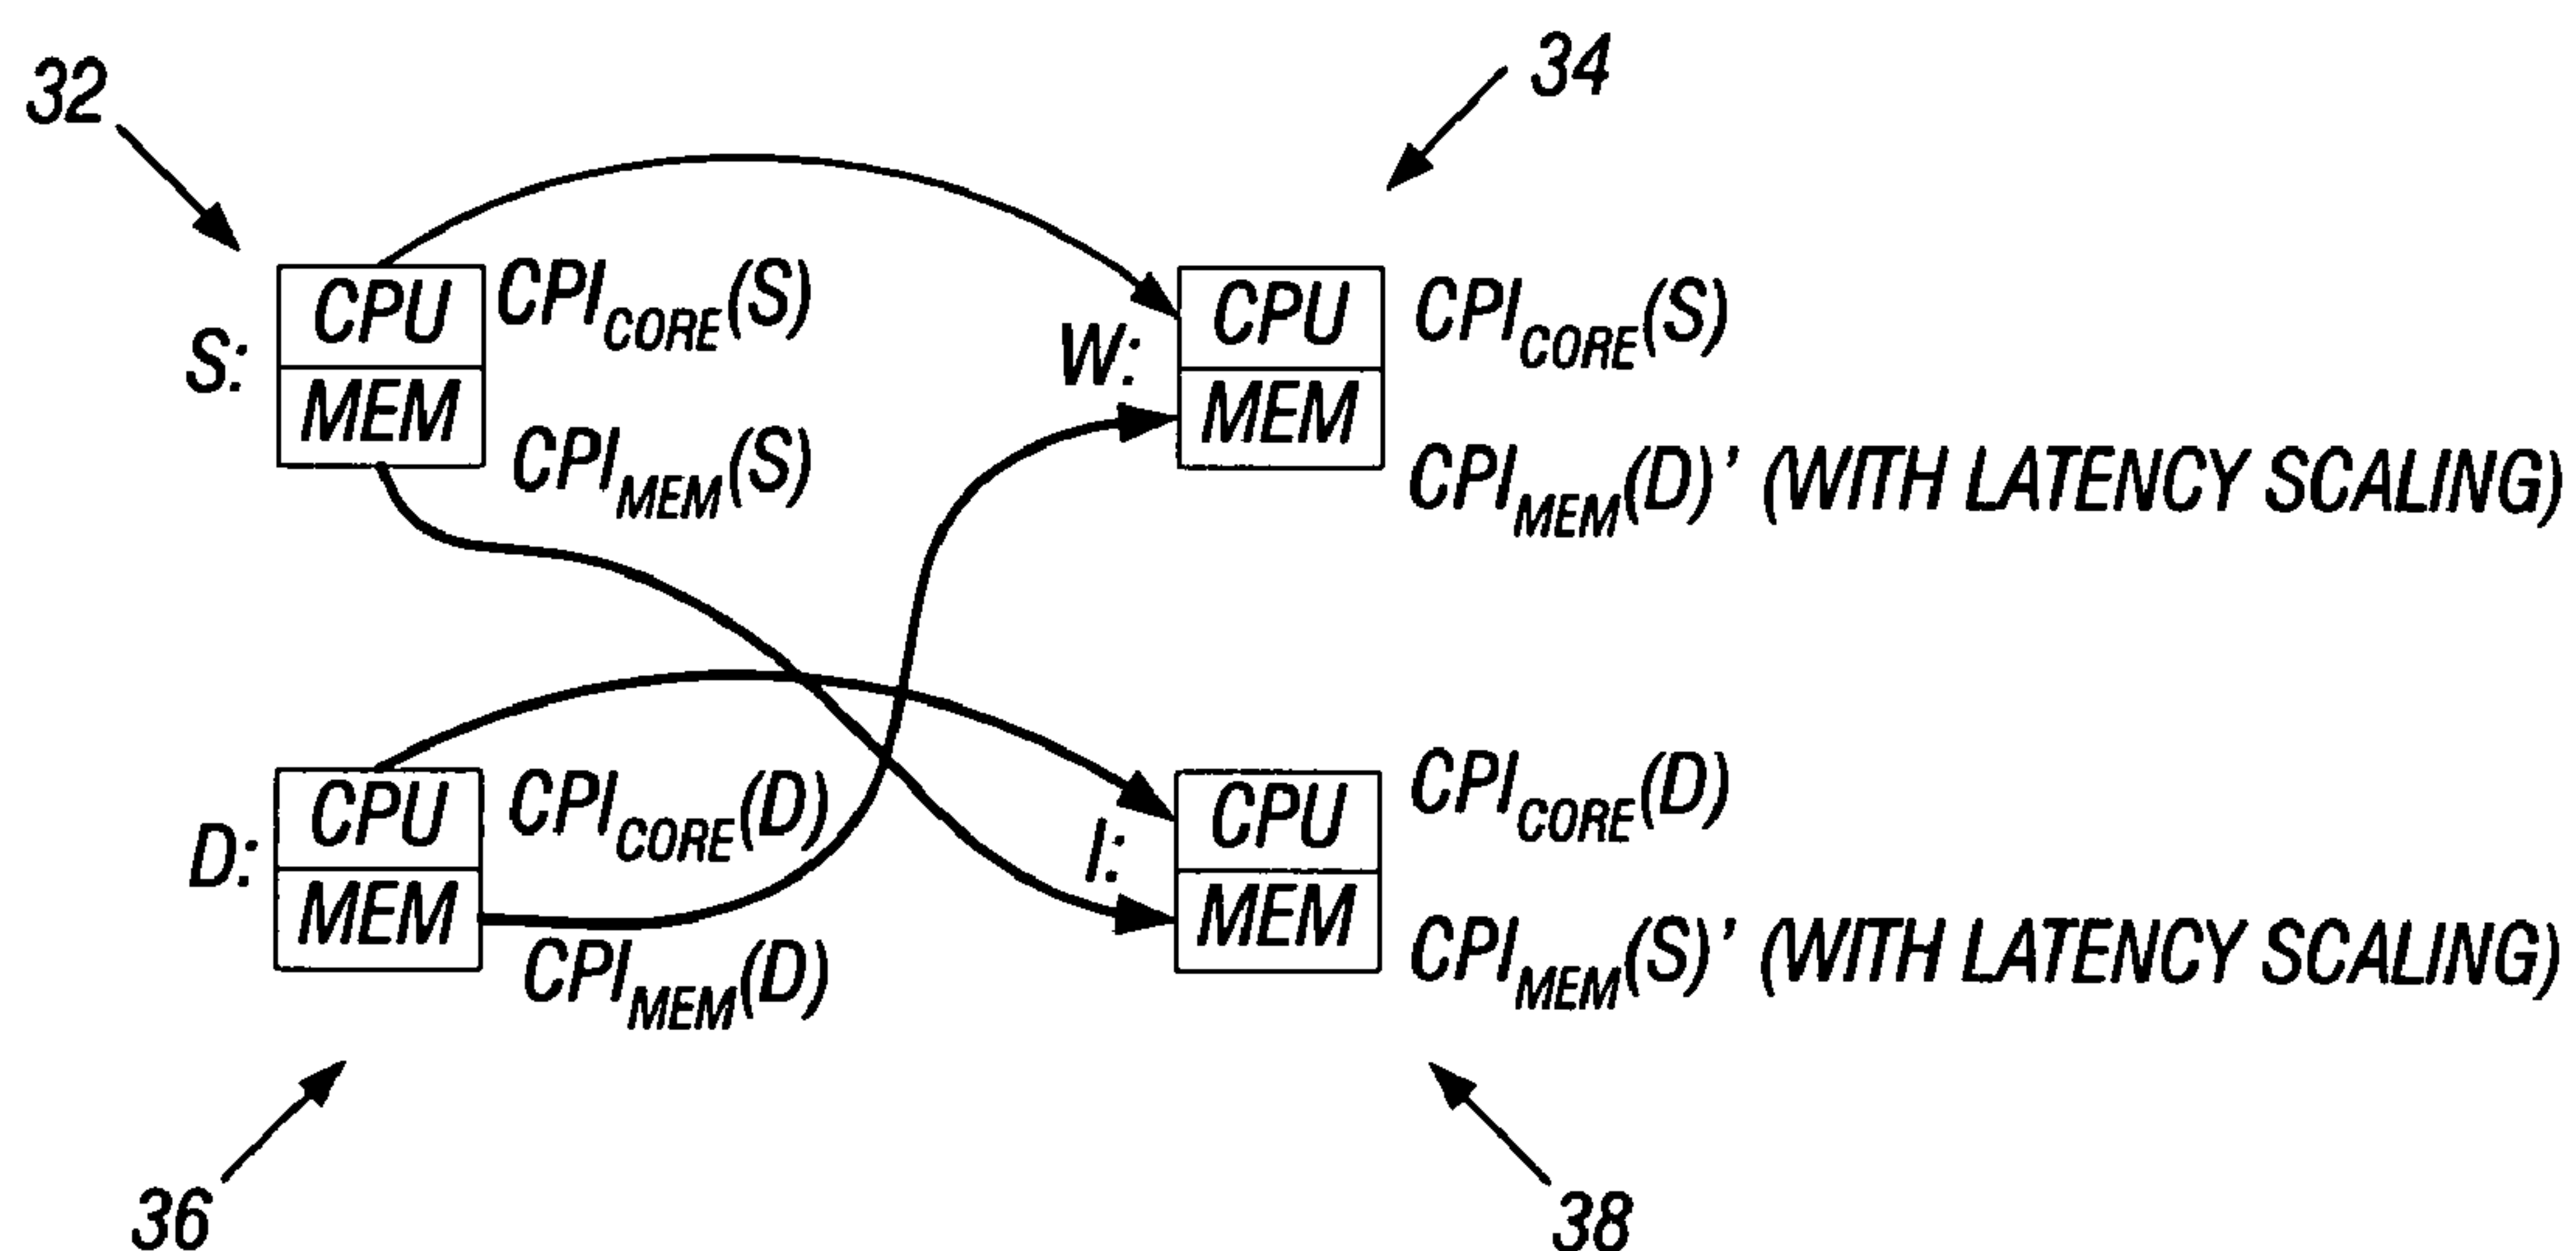 32
34
S:
CPU
MEM
CPI_CORE(S)
CPI_MEM(S)
W:
CPU
MEM
CPI_CORE(S)
CPI_MEM(D)' (WITH LATENCY SCALING)
D:
CPU
MEM
CPI_CORE(D)
CPI_MEM(D)
I:
CPU
MEM
CPI_CORE(D)
CPI_MEM(S)' (WITH LATENCY SCALING)
36
38